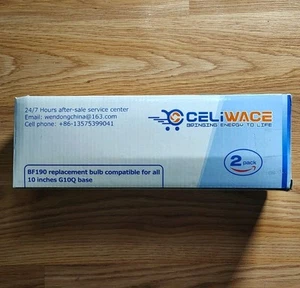 24/7 Hours after-sale service center
Email: wendongchina@163.com
Cell phone: +86-13575399041
CELiWACE
BRINGING ENERGY TO LIFE
2 pack
BF190 replacement bulb compatible for all
10 inches G10Q base